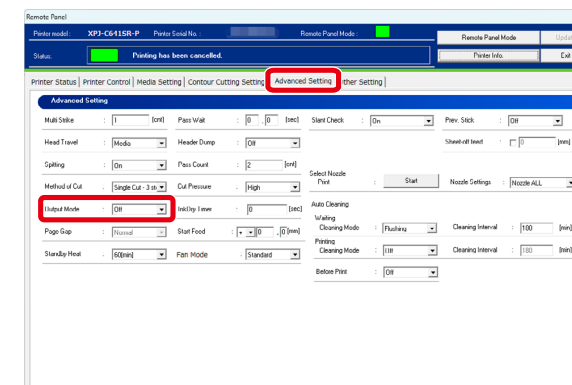 Remote Panel
Printer model : XPJ-C641SR-P Printer Serial No. : Remote Panel Mode : Remote Panel Mode Updat
Status: Printing has been cancelled. Printer Info. Exit
Printer Status Printer Control Media Setting Contour Cutting Setting Advanced Setting ther Setting
Advanced Setting
Multi Strike : 1 [cnt] Pass Wait : 0 . 0 [sec] Slant Check : On Prev. Stick : Off
Head Travel : Media Header Dump : Off Sheet-off feed : 0 [mm]
Spitting : On Pass Count : 2 [cnt]
Select Nozzle
Print : Start Nozzle Settings : Nozzle ALL
Method of Cut : Single Cut - 3 st Cut Pressure : High
Auto Cleaning
Output Mode : Off InkDry Timer : 0 [sec]
Waiting
Cleaning Mode : Flushing Cleaning Interval : 100 [min]
Page Gap : Normal Start Feed : + 0 . 0 [mm]
Printing
Cleaning Mode : Off Cleaning Interval : 180 [min]
Standby Heat : 60[min] Fan Mode : Standard
Before Print : Off